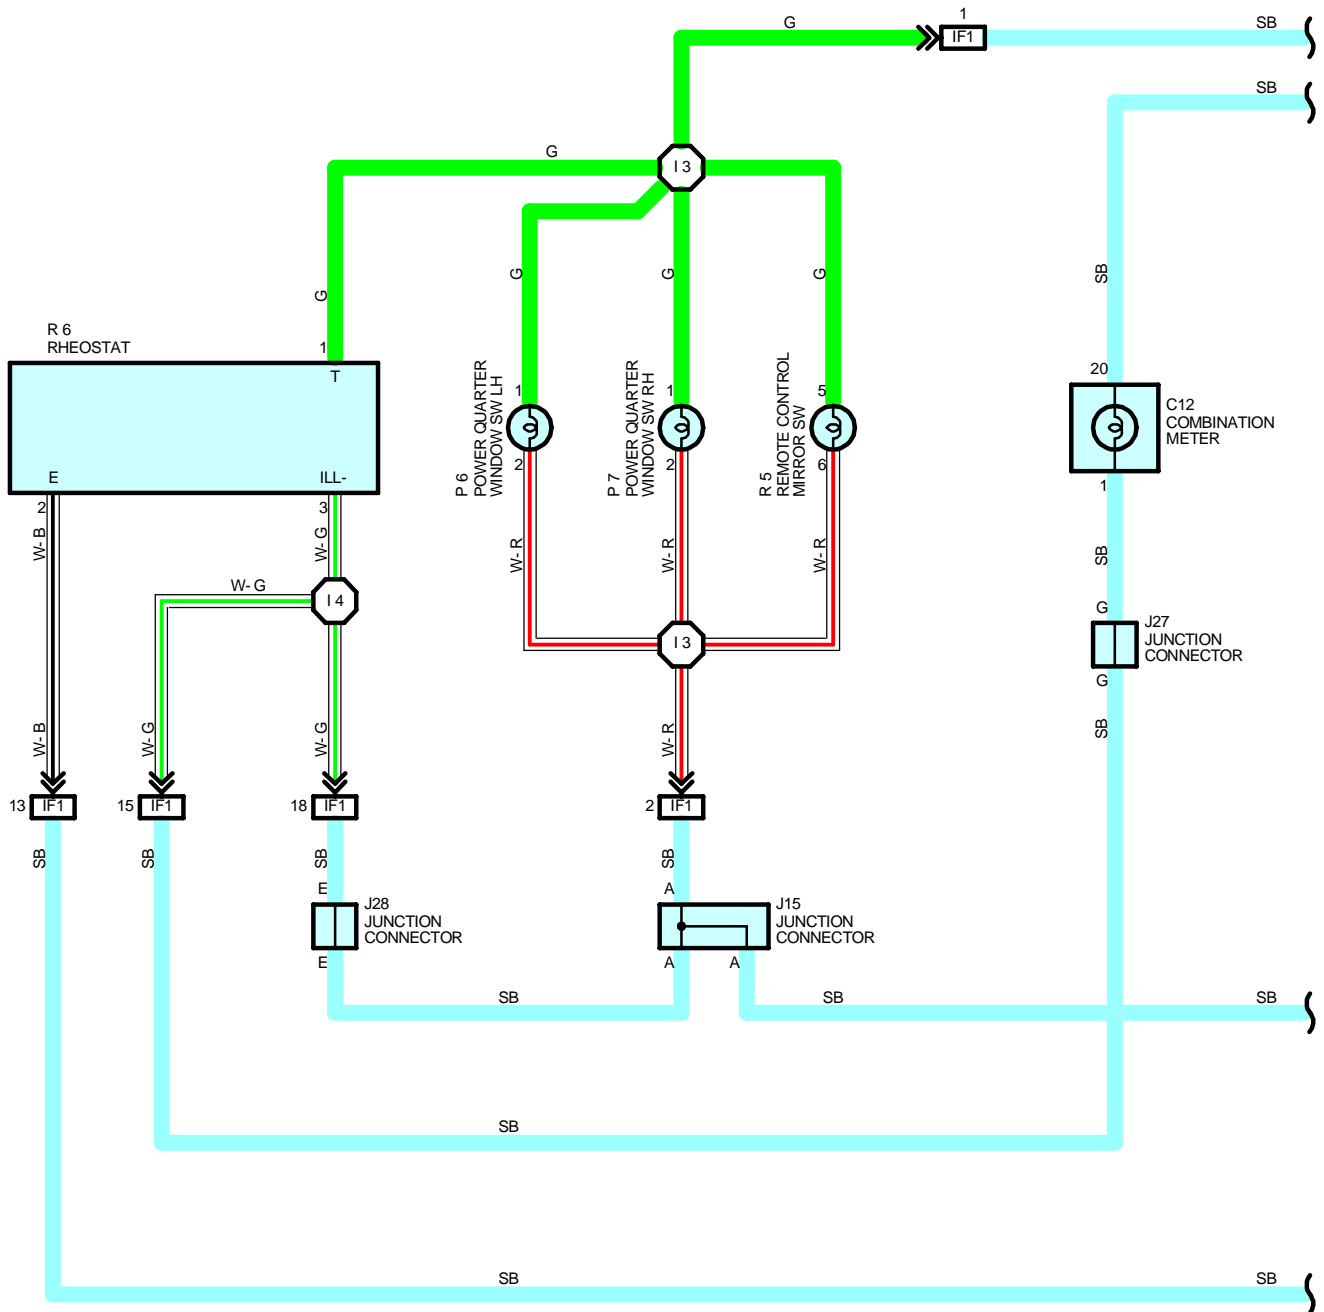 1
G
IF1
SB
SB
I 3
G
G
G
G
G
SB
R 6
RHEOSTAT
1
T
20
P 6
POWER QUARTER
WINDOW SW LH
1
2
P 7
POWER QUARTER
WINDOW SW RH
1
2
R 5
REMOTE CONTROL
MIRROR SW
5
6
C12
COMBINATION
METER
1
E
ILL-
2
3
W- B
W- G
W- R
W- R
W- R
SB
W- G
I 4
G
J27
JUNCTION
CONNECTOR
G
I 3
W- B
W- G
W- G
W- R
SB
13
IF1
15
IF1
18
IF1
2
IF1
SB
SB
SB
SB
E
J28
JUNCTION
CONNECTOR
E
A
J15
JUNCTION
CONNECTOR
A
A
SB
SB
SB
SB
SB
SB